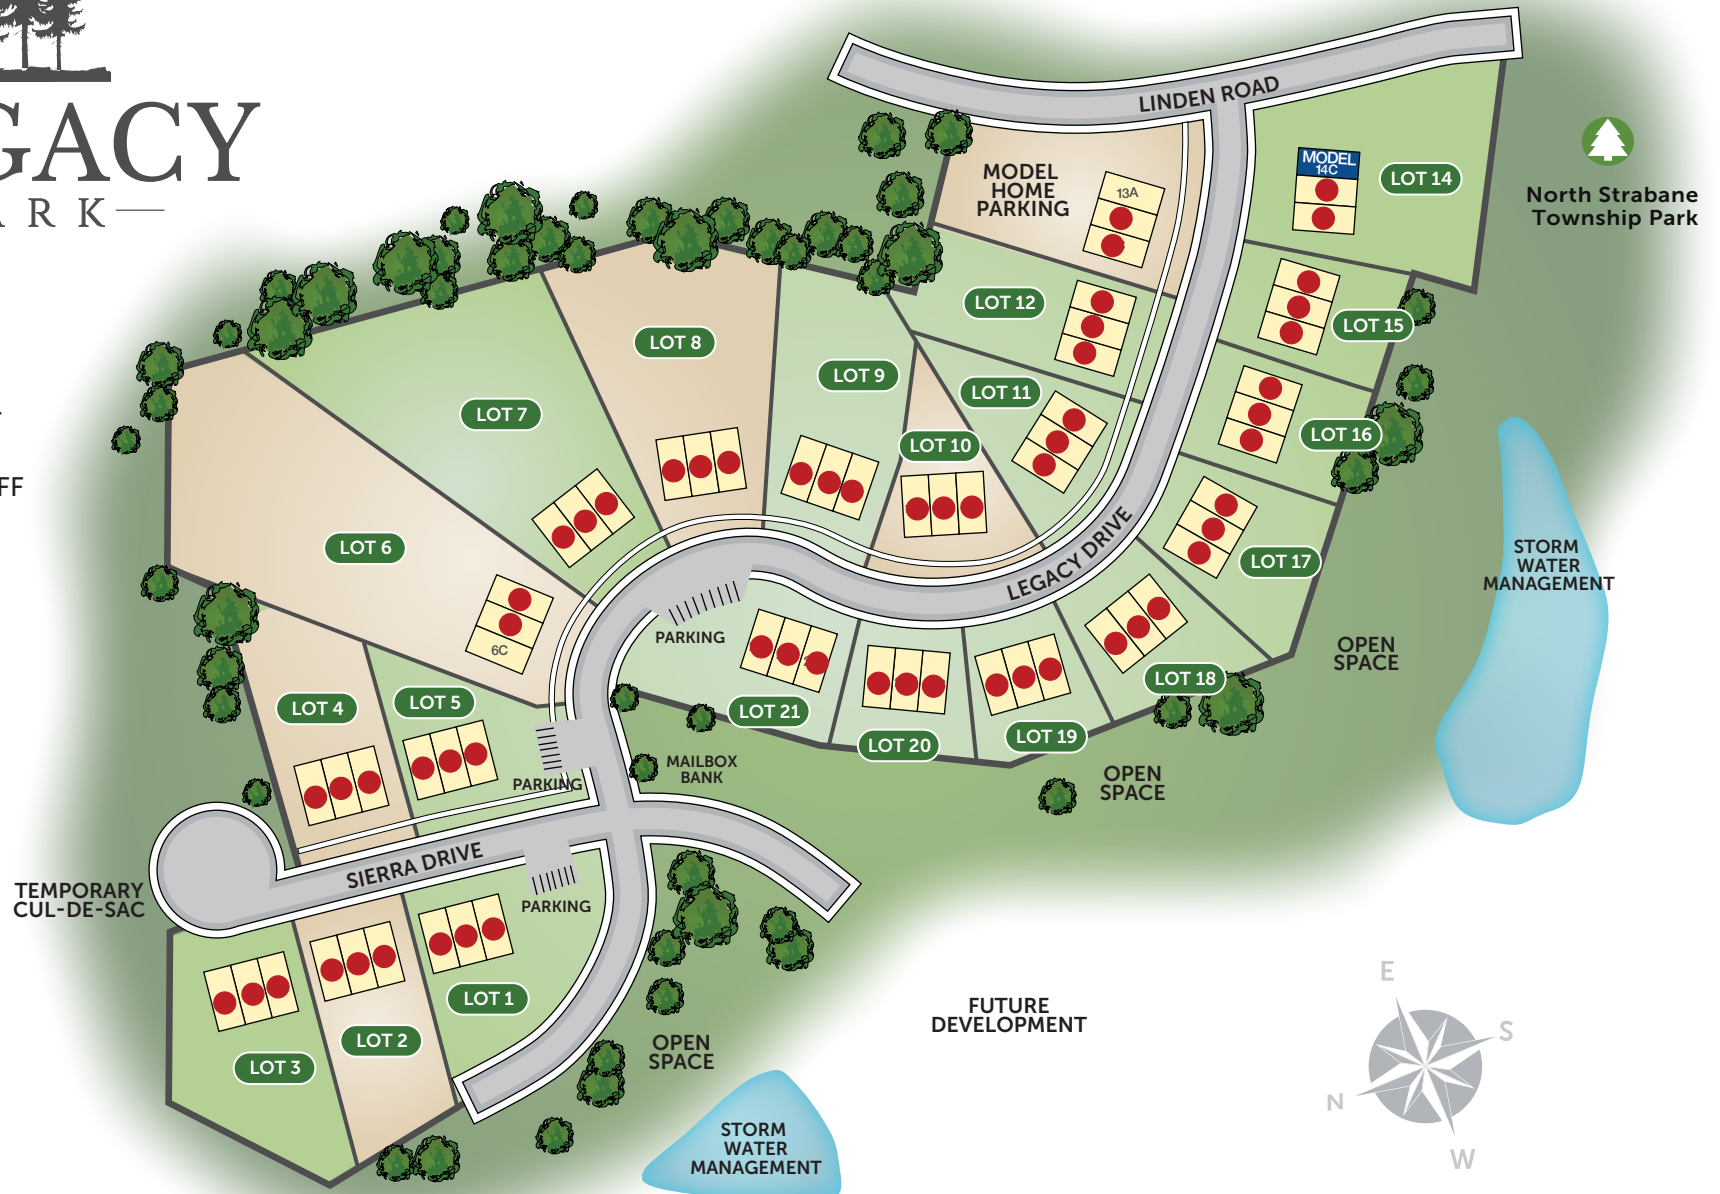 GACY
ARK
FF
LINDEN ROAD
MODEL
HOME
PARKING
13A
MODEL
14C
LOT 14
North Strabane
Township Park
LOT 12
LOT 15
LOT 8
LOT 9
LOT 11
LOT 7
LOT 10
LOT 16
LOT 6
LEGACY DRIVE
LOT 17
STORM
WATER
MANAGEMENT
PARKING
6C
OPEN
SPACE
LOT 4
LOT 5
LOT 21
LOT 18
LOT 20
LOT 19
MAILBOX
BANK
PARKING
OPEN
SPACE
SIERRA DRIVE
TEMPORARY
CUL-DE-SAC
PARKING
LOT 1
LOT 2
LOT 3
FUTURE
DEVELOPMENT
OPEN
SPACE
STORM
WATER
MANAGEMENT
E
S
N
W